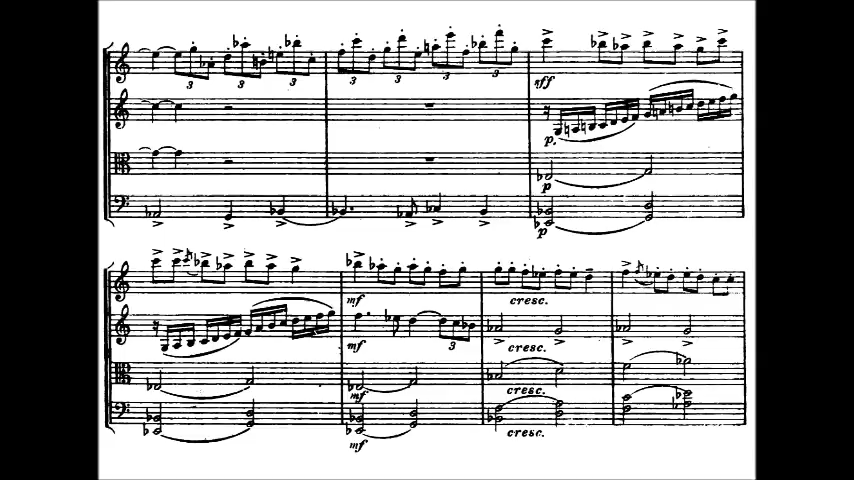 3 3 3 3 3
sff
p.
p
p
mf cresc.
mf 3 cresc.
mf cresc.
mf cresc.